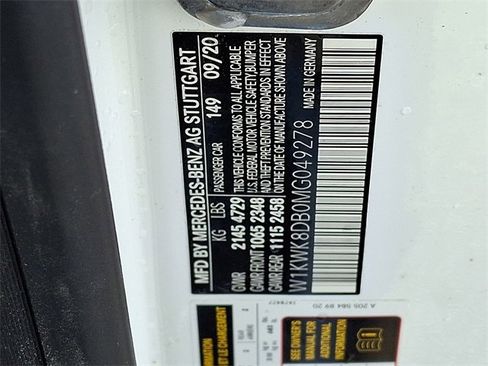 MFD BY MERCEDES-BENZ AG STUTTGART
PASSENGER CAR 149 09/20
KG LBS
GVWR 2145 4729
GAWR FRONT 1065 2348
GAWR REAR 1115 2458
THIS VEHICLE CONFORMS TO ALL APPLICABLE
U.S. FEDERAL MOTOR VEHICLE SAFETY, BUMPER
AND THEFT PREVENTION STANDARDS IN EFFECT
ON THE DATE OF MANUFACTURE SHOWN ABOVE
W1KWK8DB0MG049278 MADE IN GERMANY
A 205 584 89 20
SEE OWNER'S
MANUAL FOR
ADDITIONAL
INFORMATION
ET LE CHARGEMENT